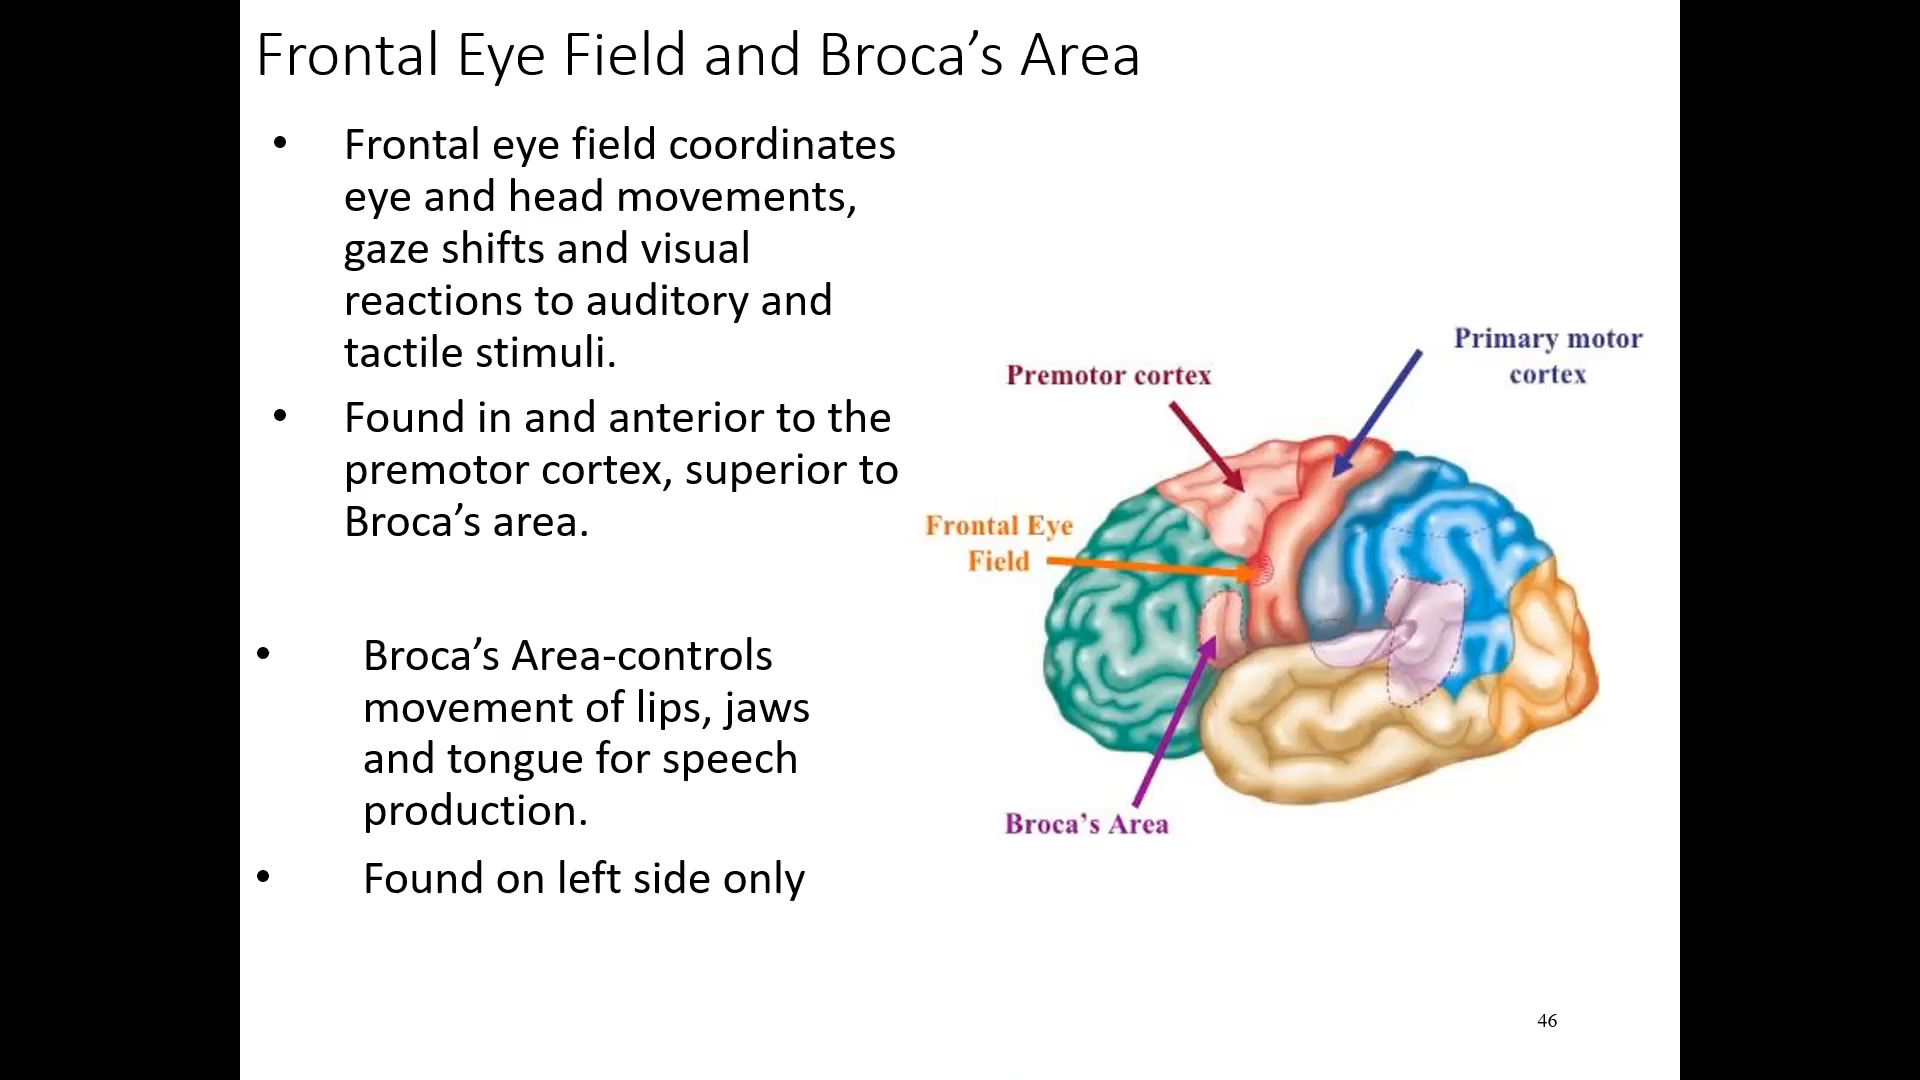 Frontal Eye Field and Broca’s Area
• Frontal eye field coordinates
eye and head movements,
gaze shifts and visual
reactions to auditory and
tactile stimuli.
• Found in and anterior to the
premotor cortex, superior to
Broca’s area.
• Broca’s Area-controls
movement of lips, jaws
and tongue for speech
production.
• Found on left side only
Primary motor
cortex
Premotor cortex
Frontal Eye
Field
Broca’s Area
46